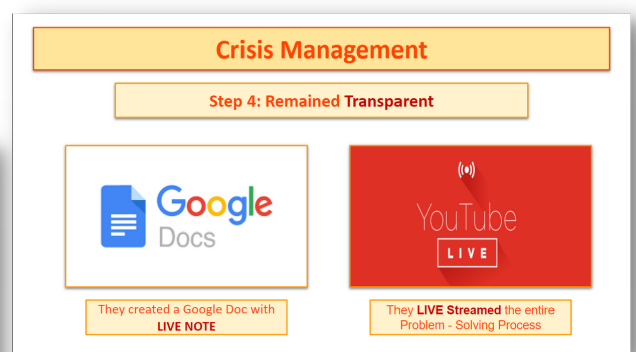 Crisis Management
Step 4: Remained Transparent
Google
Docs
YouTube
LIVE
They created a Google Doc with
LIVE NOTE
They LIVE Streamed the entire
Problem - Solving Process